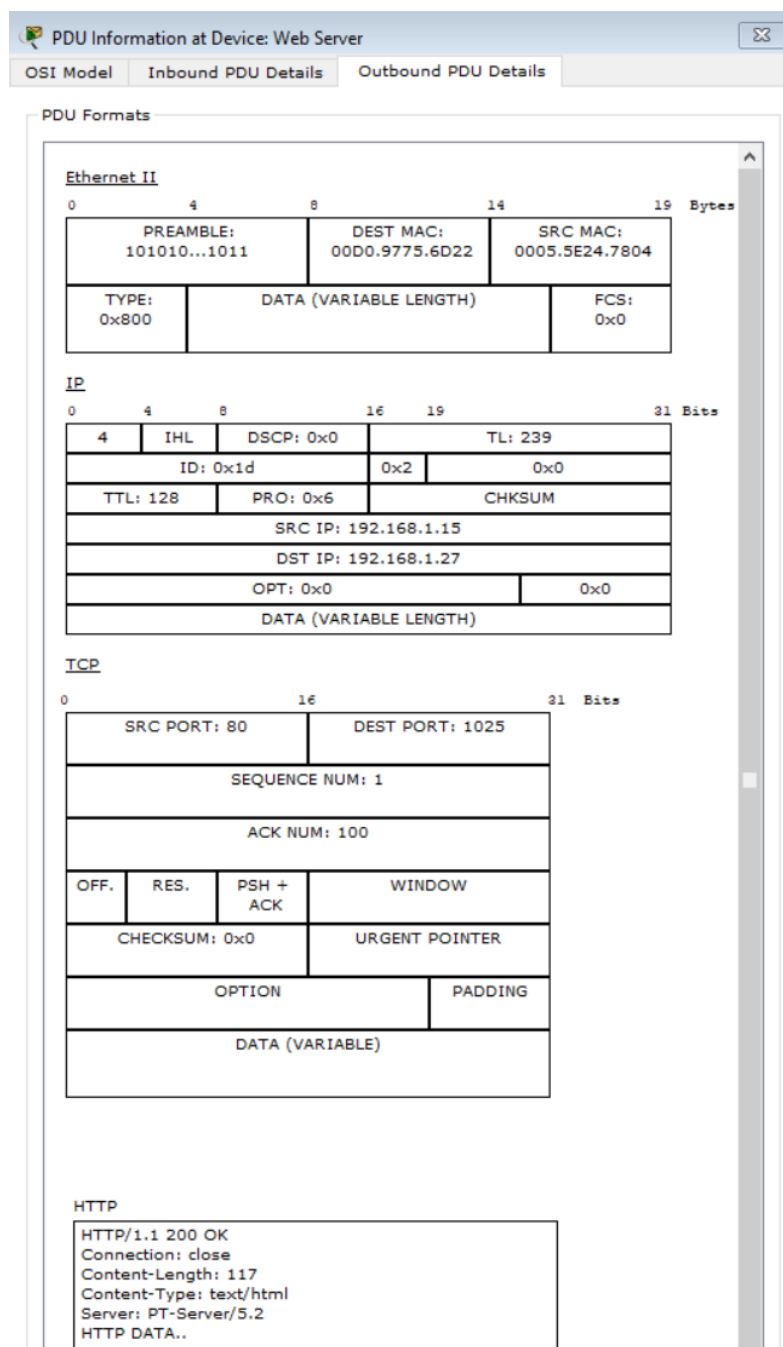 PDU Information at Device: Web Server
OSI Model Inbound PDU Details Outbound PDU Details
PDU Formats
Ethernet II
0 4 8 14 19 Bytes
PREAMBLE: DEST MAC: SRC MAC:
101010...1011 00D0.9775.6D22 0005.5E24.7804
TYPE: DATA (VARIABLE LENGTH) FCS:
0x800 0x0
IP
0 4 8 16 19 31 Bits
4 IHL DSCP: 0x0 TL: 239
ID: 0x1d 0x2 0x0
TTL: 128 PRO: 0x6 CHKSUM
SRC IP: 192.168.1.15
DST IP: 192.168.1.27
OPT: 0x0 0x0
DATA (VARIABLE LENGTH)
TCP
0 16 31 Bits
SRC PORT: 80 DEST PORT: 1025
SEQUENCE NUM: 1
ACK NUM: 100
OFF. RES. PSH + WINDOW
ACK
CHECKSUM: 0x0 URGENT POINTER
OPTION PADDING
DATA (VARIABLE)
HTTP
HTTP/1.1 200 OK
Connection: close
Content-Length: 117
Content-Type: text/html
Server: PT-Server/5.2
HTTP DATA..